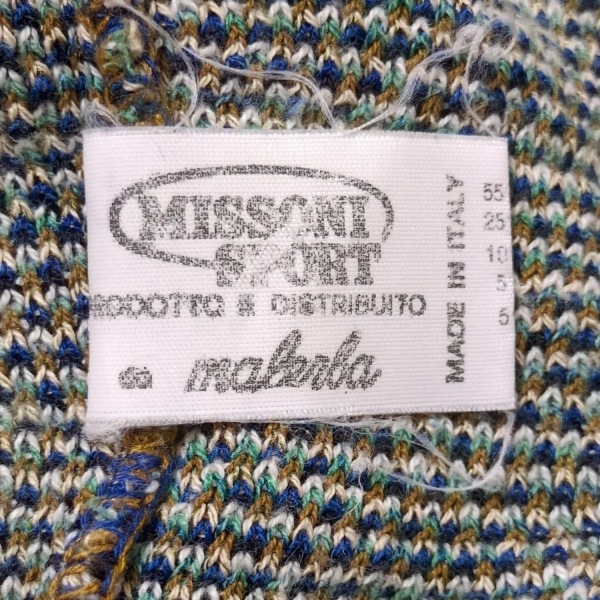 MISSONI
SPORT
PRODOTTO E DISTRIBUITO
da malerba
MADE IN ITALY
55
25
10
5
5